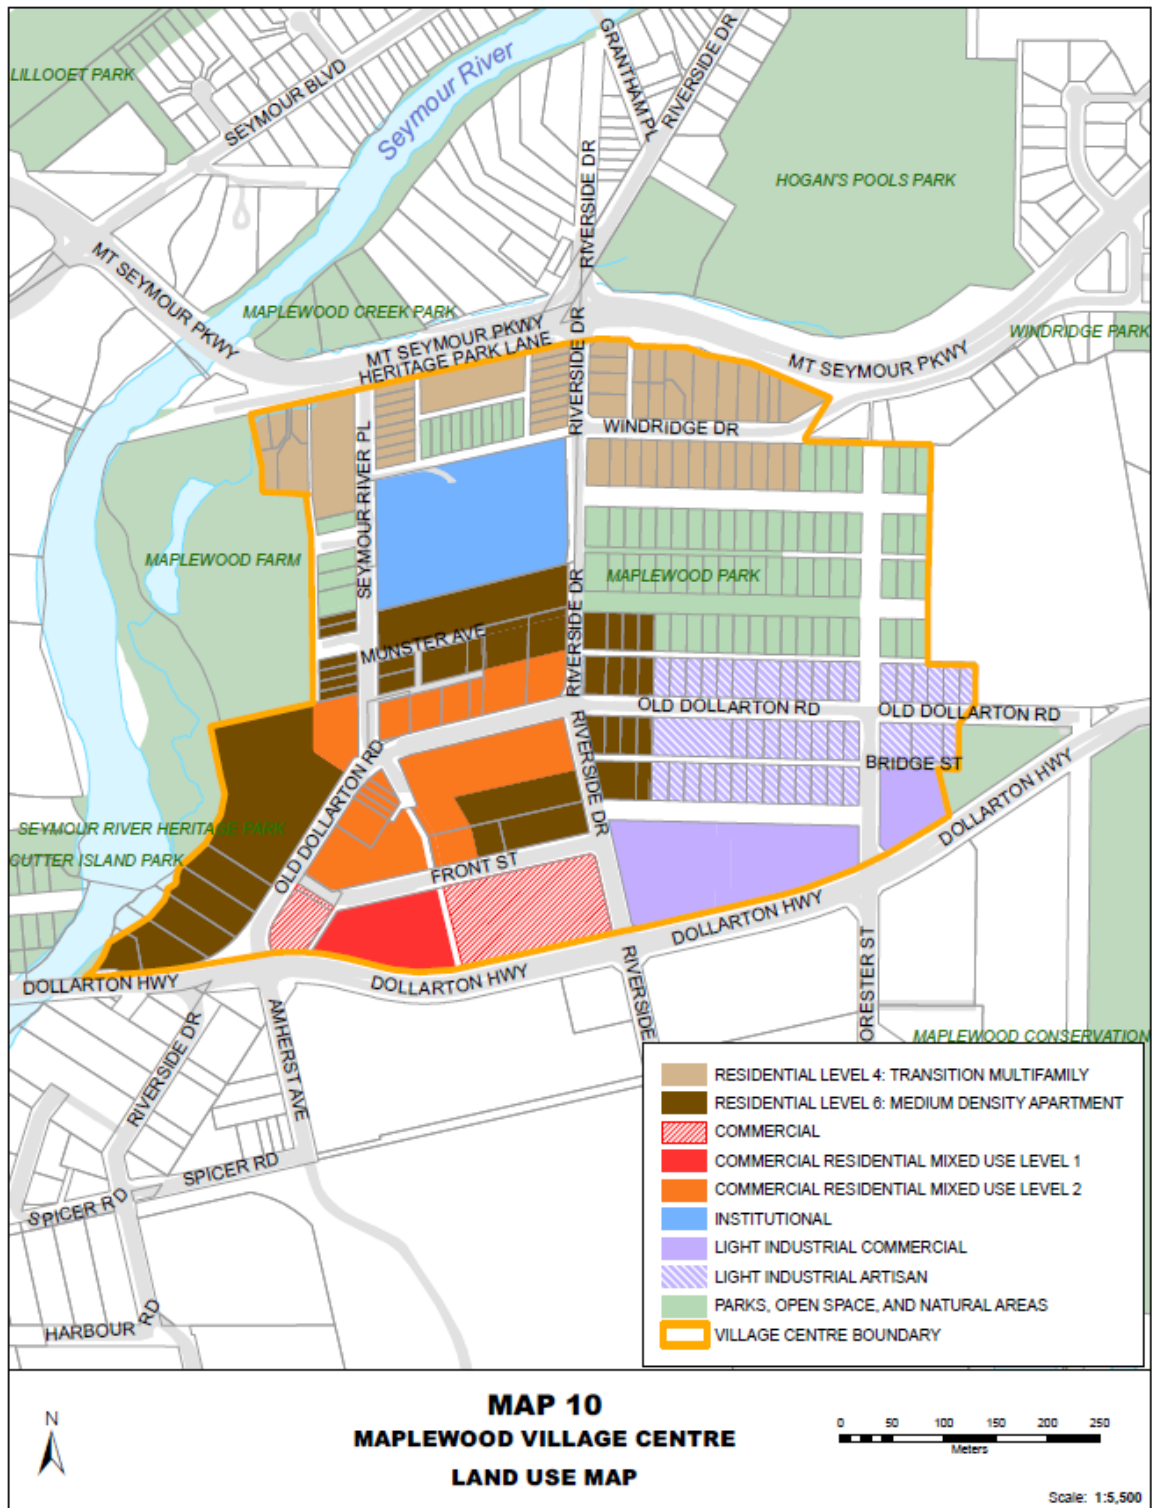 LILLOOET PARK
SEYMOUR BLVD
Seymour River
GRANTHAM PL
RIVERSIDE DR
RIVERSIDE DR
HOGAN'S POOLS PARK
MT SEYMOUR PKWY
MAPLEWOOD CREEK PARK
WINDRIDGE PARK
MT SEYMOUR PKWY
HERITAGE PARK LANE
RIVERSIDE DR
MT SEYMOUR PKWY
WINDRIDGE DR
SEYMOUR RIVER PL
MAPLEWOOD FARM
MAPLEWOOD PARK
RIVERSIDE DR
MUNSTER AVE
OLD DOLLARTON RD
OLD DOLLARTON RD
BRIDGE ST
RIVERSIDE DR
OLD DOLLARTON RD
DOLLARTON HWY
SEYMOUR RIVER HERITAGE PARK
CUTTER ISLAND PARK
FRONT ST
DOLLARTON HWY
DOLLARTON HWY
DOLLARTON HWY
RIVERSIDE
ORESTER ST
AMHERST AVE
RIVERSIDE DR
MAPLEWOOD CONSERVATION
SPICER RD
SPICER RD
HARBOUR RD
RESIDENTIAL LEVEL 4: TRANSITION MULTIFAMILY
RESIDENTIAL LEVEL 6: MEDIUM DENSITY APARTMENT
COMMERCIAL
COMMERCIAL RESIDENTIAL MIXED USE LEVEL 1
COMMERCIAL RESIDENTIAL MIXED USE LEVEL 2
INSTITUTIONAL
LIGHT INDUSTRIAL COMMERCIAL
LIGHT INDUSTRIAL ARTISAN
PARKS, OPEN SPACE, AND NATURAL AREAS
VILLAGE CENTRE BOUNDARY
N
MAP 10
MAPLEWOOD VILLAGE CENTRE
LAND USE MAP
0 50 100 150 200 250
Meters
Scale: 1:5,500